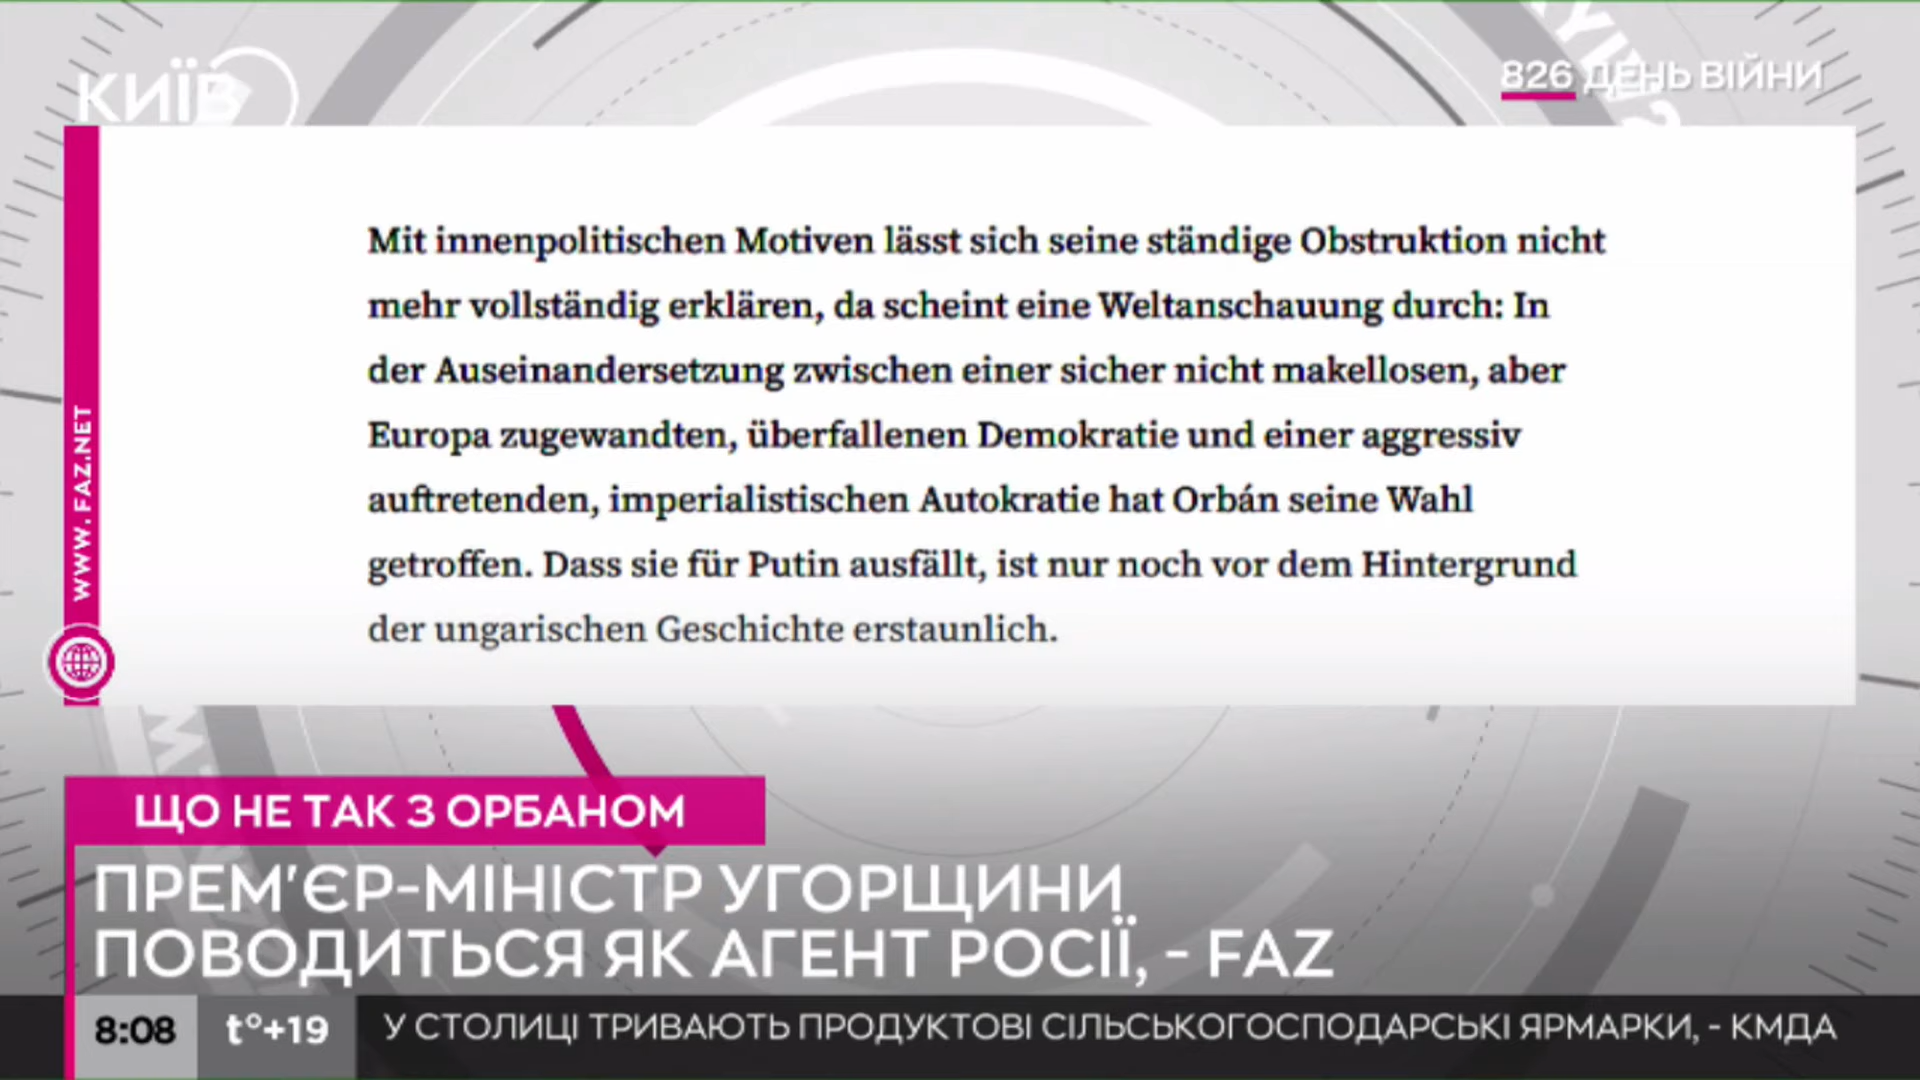 КИЇВ
826 ДЕНЬ ВІЙНИ
Mit innenpolitischen Motiven lässt sich seine ständige Obstruktion nicht
mehr vollständig erklären, da scheint eine Weltanschauung durch: In
der Auseinandersetzung zwischen einer sicher nicht makellosen, aber
Europa zugewandten, überfallenen Demokratie und einer aggressiv
auftretenden, imperialistischen Autokratie hat Orbán seine Wahl
getroffen. Dass sie für Putin ausfällt, ist nur noch vor dem Hintergrund
der ungarischen Geschichte erstaunlich.
WWW. FAZ.NET
ЩО НЕ ТАК З ОРБАНОМ
ПРЕМ'ЄР-МІНІСТР УГОРЩИНИ
ПОВОДИТЬСЯ ЯК АГЕНТ РОСІЇ, - FAZ
8:08
t°+19
У СТОЛИЦІ ТРИВАЮТЬ ПРОДУКТОВІ СІЛЬСЬКОГОСПОДАРСЬКІ ЯРМАРКИ, - КМДА